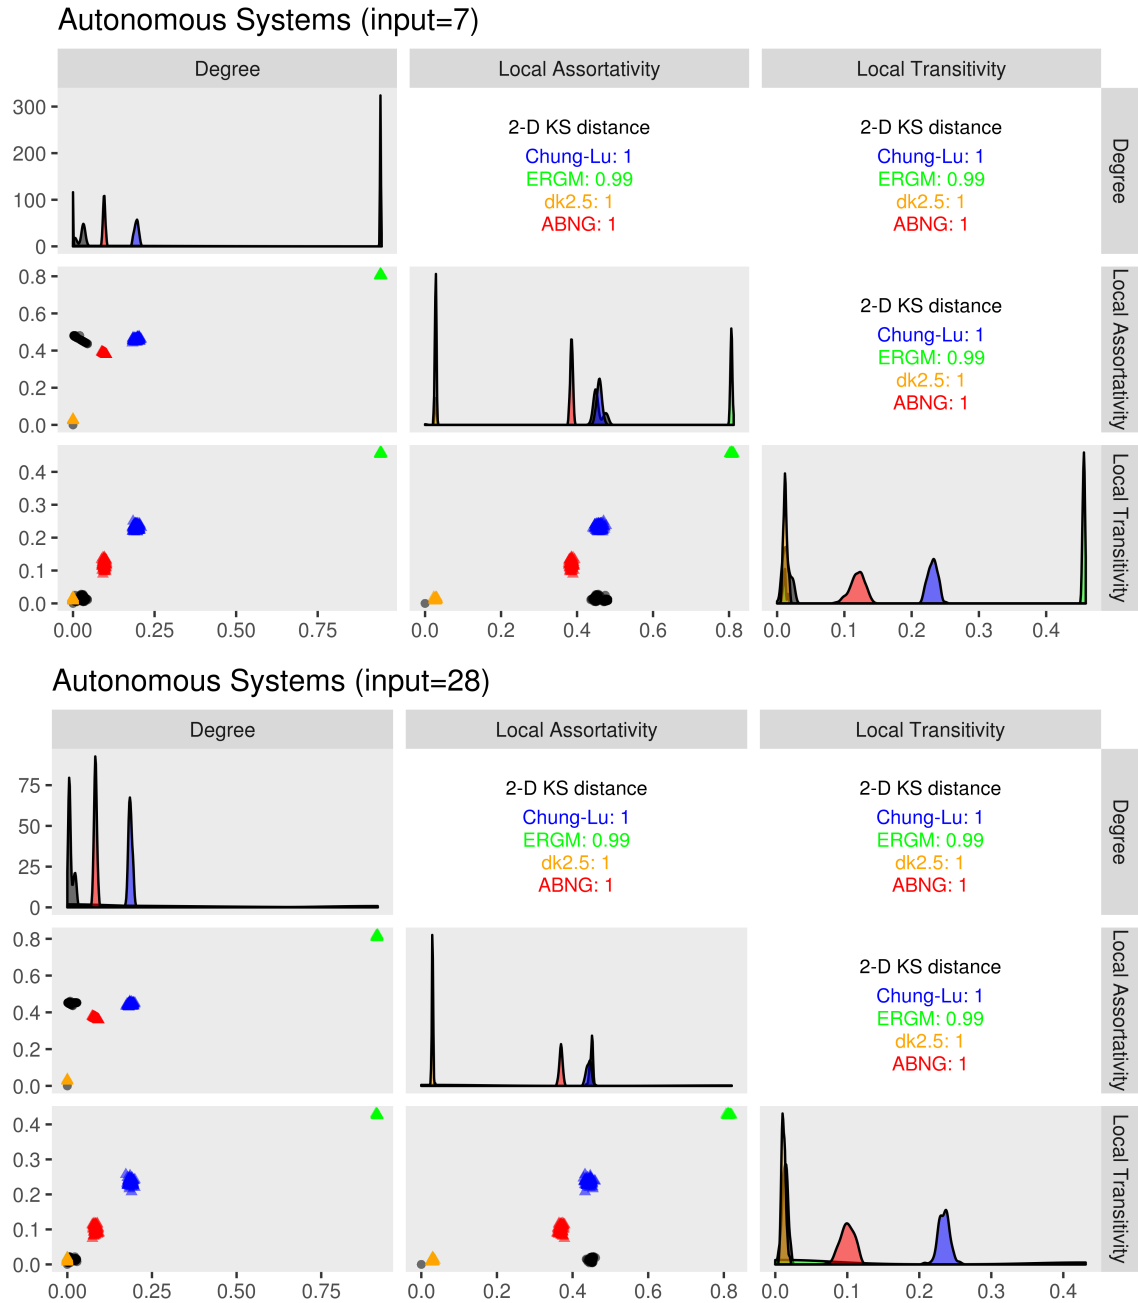 Autonomous Systems (input=7)
Degree
Local Assortativity
Local Transitivity
300
200
100
0
2-D KS distance
Chung-Lu: 1
ERGM: 0.99
dk2.5: 1
ABNG: 1
2-D KS distance
Chung-Lu: 1
ERGM: 0.99
dk2.5: 1
ABNG: 1
Degree
0.8
0.6
0.4
0.2
0.0
2-D KS distance
Chung-Lu: 1
ERGM: 0.99
dk2.5: 1
ABNG: 1
Local Assortativity
0.4
0.3
0.2
0.1
0.0
Local Transitivity
0.00 0.25 0.50 0.75
0.0 0.2 0.4 0.6 0.8
0.0 0.1 0.2 0.3 0.4
Autonomous Systems (input=28)
Degree
Local Assortativity
Local Transitivity
75
50
25
0
2-D KS distance
Chung-Lu: 1
ERGM: 0.99
dk2.5: 1
ABNG: 1
2-D KS distance
Chung-Lu: 1
ERGM: 0.99
dk2.5: 1
ABNG: 1
Degree
0.8
0.6
0.4
0.2
0.0
2-D KS distance
Chung-Lu: 1
ERGM: 0.99
dk2.5: 1
ABNG: 1
Local Assortativity
0.4
0.3
0.2
0.1
0.0
Local Transitivity
0.00 0.25 0.50 0.75
0.0 0.2 0.4 0.6 0.8
0.0 0.1 0.2 0.3 0.4